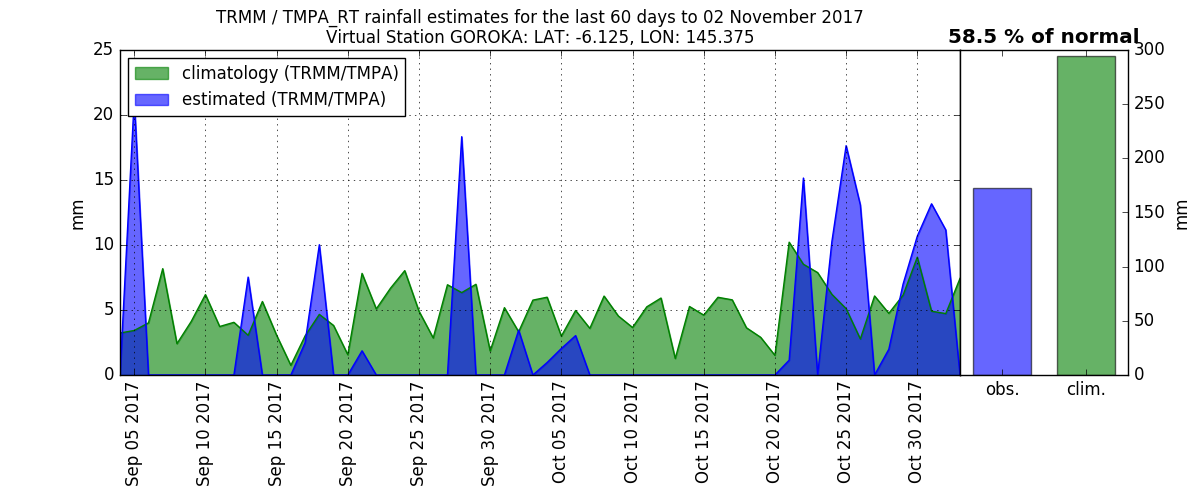 TRMM / TMPA_RT rainfall estimates for the last 60 days to 02 November 2017
Virtual Station GOROKA: LAT: -6.125, LON: 145.375
58.5 % of normal
climatology (TRMM/TMPA)
estimated (TRMM/TMPA)
25
20
15
10
5
0
mm
300
250
200
150
100
50
0
mm
Sep 05 2017
Sep 10 2017
Sep 15 2017
Sep 20 2017
Sep 25 2017
Sep 30 2017
Oct 05 2017
Oct 10 2017
Oct 15 2017
Oct 20 2017
Oct 25 2017
Oct 30 2017
obs.
clim.